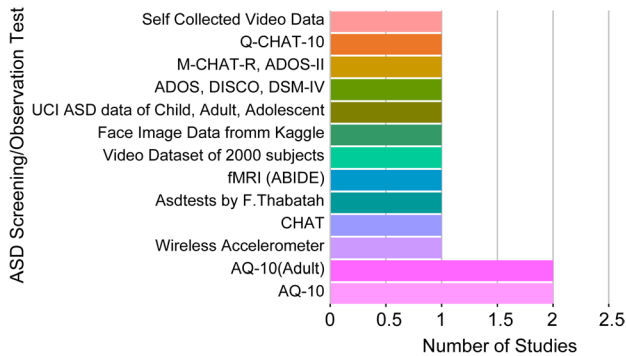 ASD Screening/Observation Test
Self Collected Video Data
Q-CHAT-10
M-CHAT-R, ADOS-II
ADOS, DISCO, DSM-IV
UCI ASD data of Child, Adult, Adolescent
Face Image Data fromm Kaggle
Video Dataset of 2000 subjects
fMRI (ABIDE)
Asdtests by F.Thabatah
CHAT
Wireless Accelerometer
AQ-10(Adult)
AQ-10
0 0.5 1 1.5 2 2.5
Number of Studies